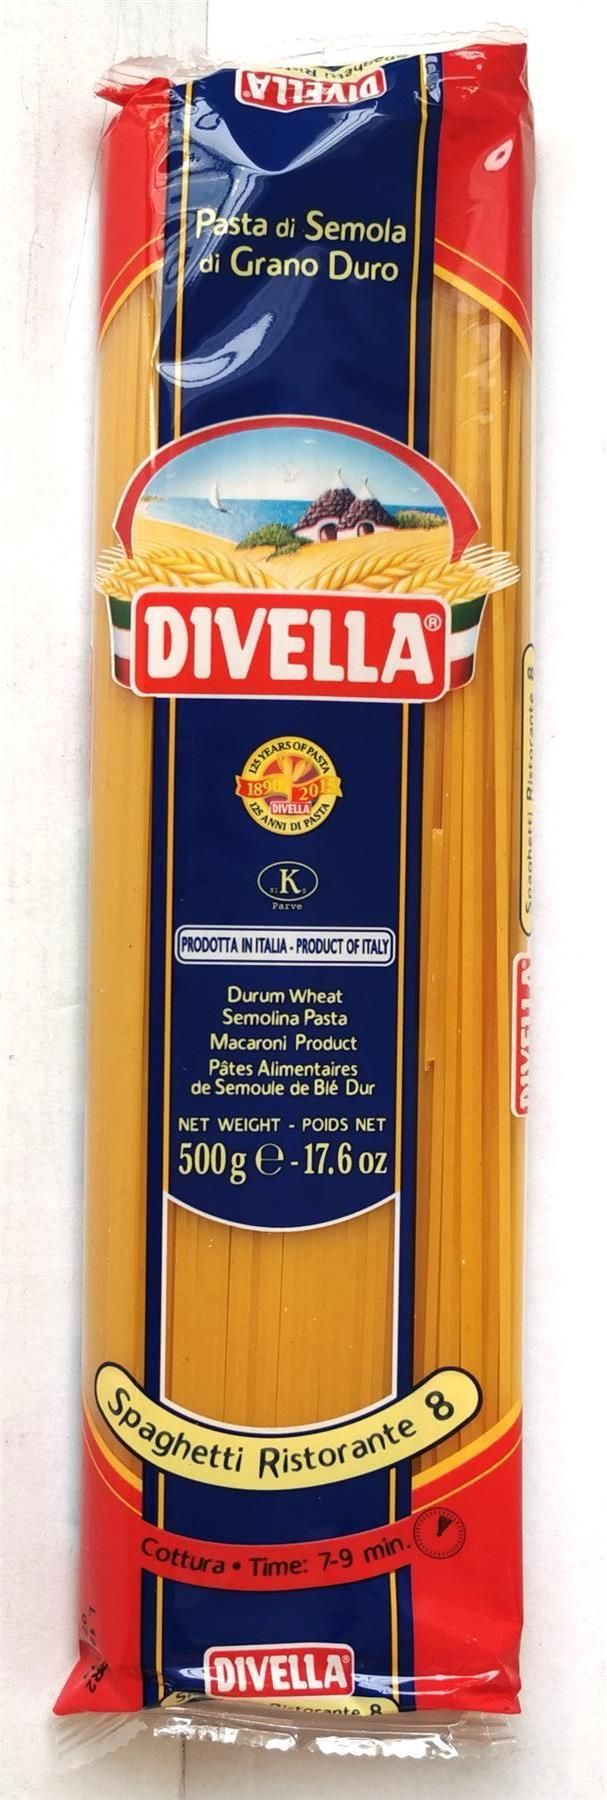 DIVELLA®
Pasta di Semola
di Grano Duro
DIVELLA®
125 YEARS OF PASTA
1890 2015
DIVELLA
125 ANNI DI PASTA
K
Parve
PRODOTTA IN ITALIA - PRODUCT OF ITALY
Durum Wheat
Semolina Pasta
Macaroni Product
Pâtes Alimentaires
de Semoule de Blé Dur
NET WEIGHT - POIDS NET
500 g ℮ - 17.6 oz
Spaghetti Ristorante 8
DIVELLA
Spaghetti Ristorante 8
Cottura • Time: 7-9 min.
DIVELLA®
Ristorante 8